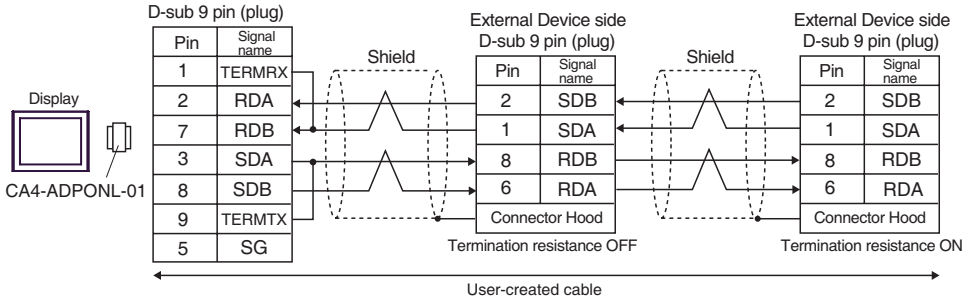 D-sub 9 pin (plug)
Pin Signal name
1 TERMRX
2 RDA
7 RDB
3 SDA
8 SDB
9 TERMTX
5 SG
Display
CA4-ADPONL-01
Shield
External Device side
D-sub 9 pin (plug)
Pin Signal name
2 SDB
1 SDA
8 RDB
6 RDA
Connector Hood
Termination resistance OFF
Shield
External Device side
D-sub 9 pin (plug)
Pin Signal name
2 SDB
1 SDA
8 RDB
6 RDA
Connector Hood
Termination resistance ON
User-created cable